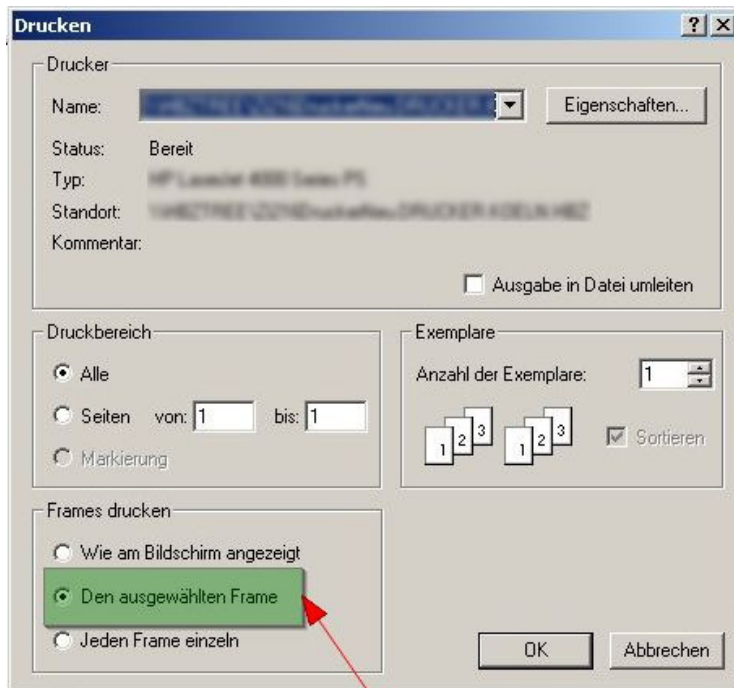 Drucken
Drucker
Name:
Eigenschaften...
Status: Bereit
Typ:
Standort:
Kommentar:
Ausgabe in Datei umleiten
Druckbereich
Alle
Seiten von: 1 bis: 1
Markierung
Exemplare
Anzahl der Exemplare: 1
1 2 3 1 2 3
Sortieren
Frames drucken
Wie am Bildschirm angezeigt
Den ausgewählten Frame
Jeden Frame einzeln
OK Abbrechen